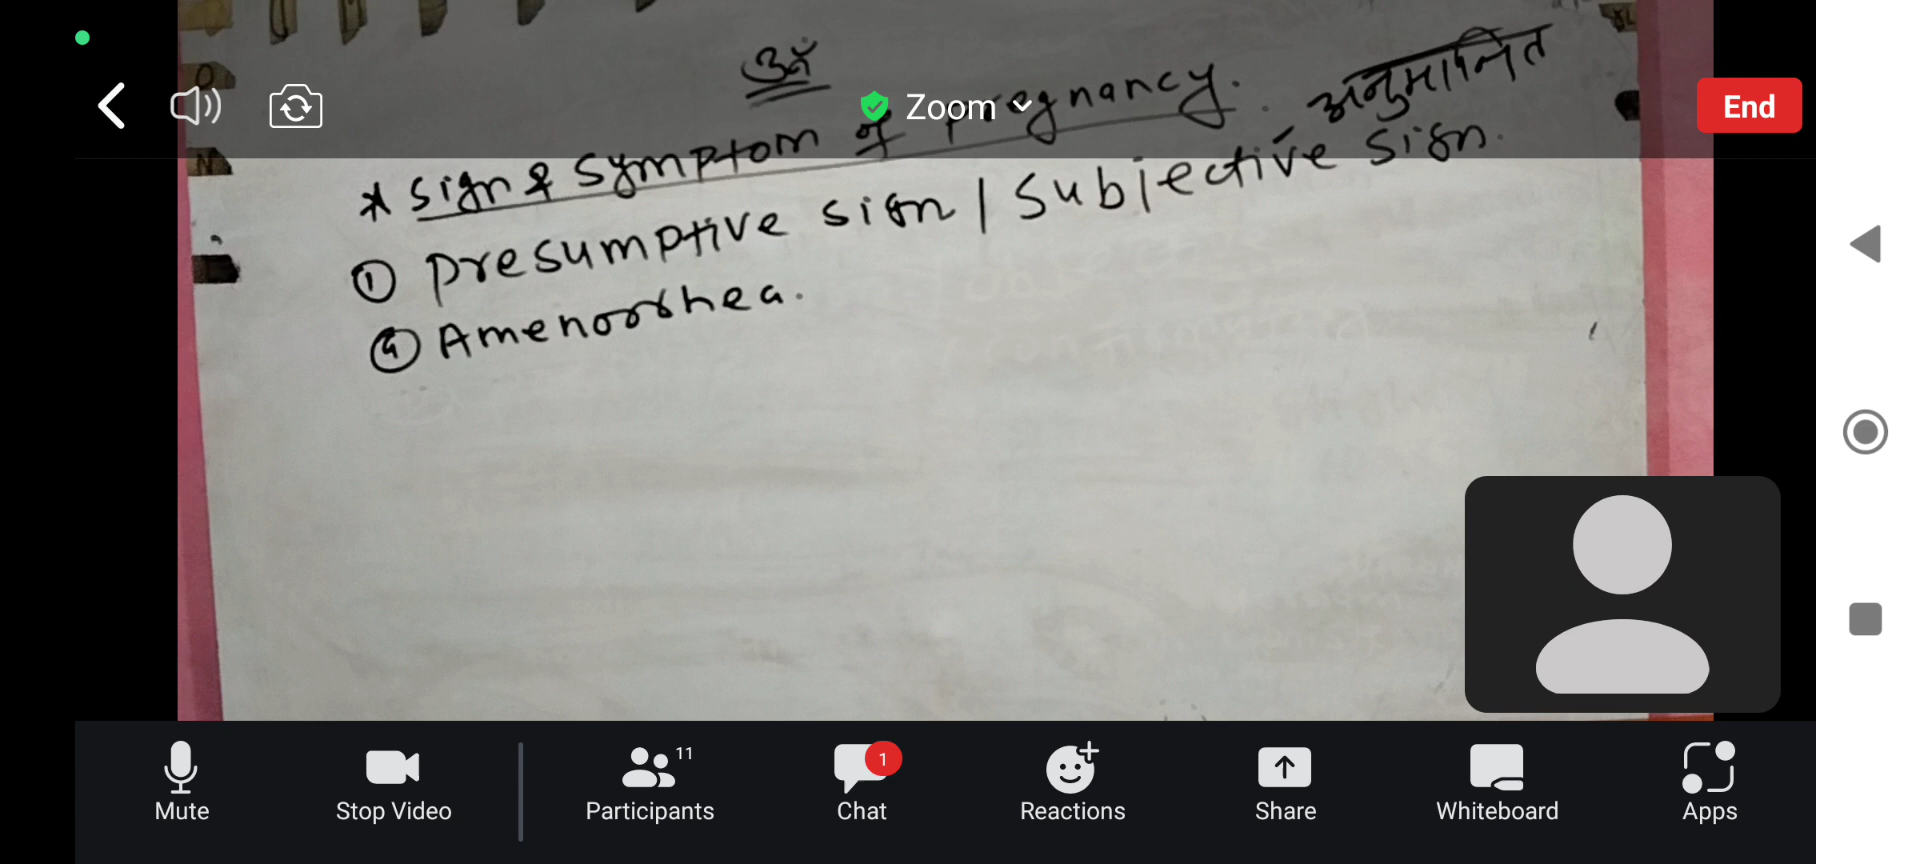 Zoom
End
ॐ
अनुमानित
* Sign & Symptom of Pregnancy.
① Presumptive sign / Subjective sign.
Amenorrhea.
11
1
Mute
Stop Video
Participants
Chat
Reactions
Share
Whiteboard
Apps